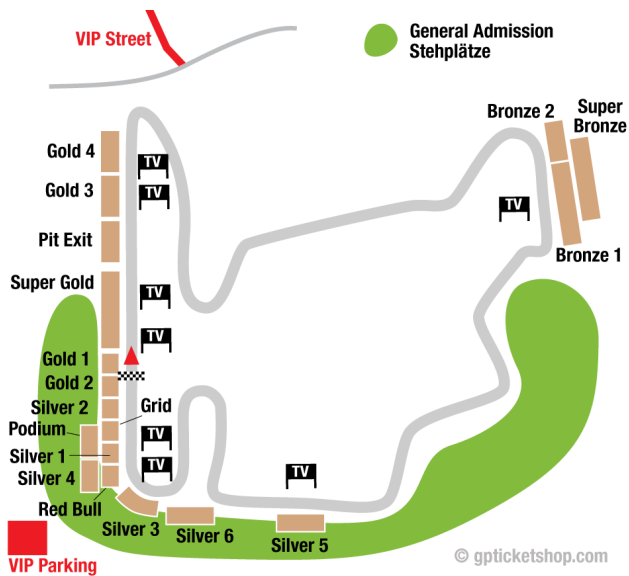 VIP Street
General Admission
Stehplätze
Bronze 2
Super
Bronze
Gold 4
TV
Gold 3
TV
TV
Pit Exit
Bronze 1
Super Gold
TV
TV
Gold 1
Gold 2
Silver 2
Grid
Podium
TV
Silver 1
TV
TV
Silver 4
Red Bull
Silver 3
Silver 6
Silver 5
VIP Parking
© gpticketshop.com